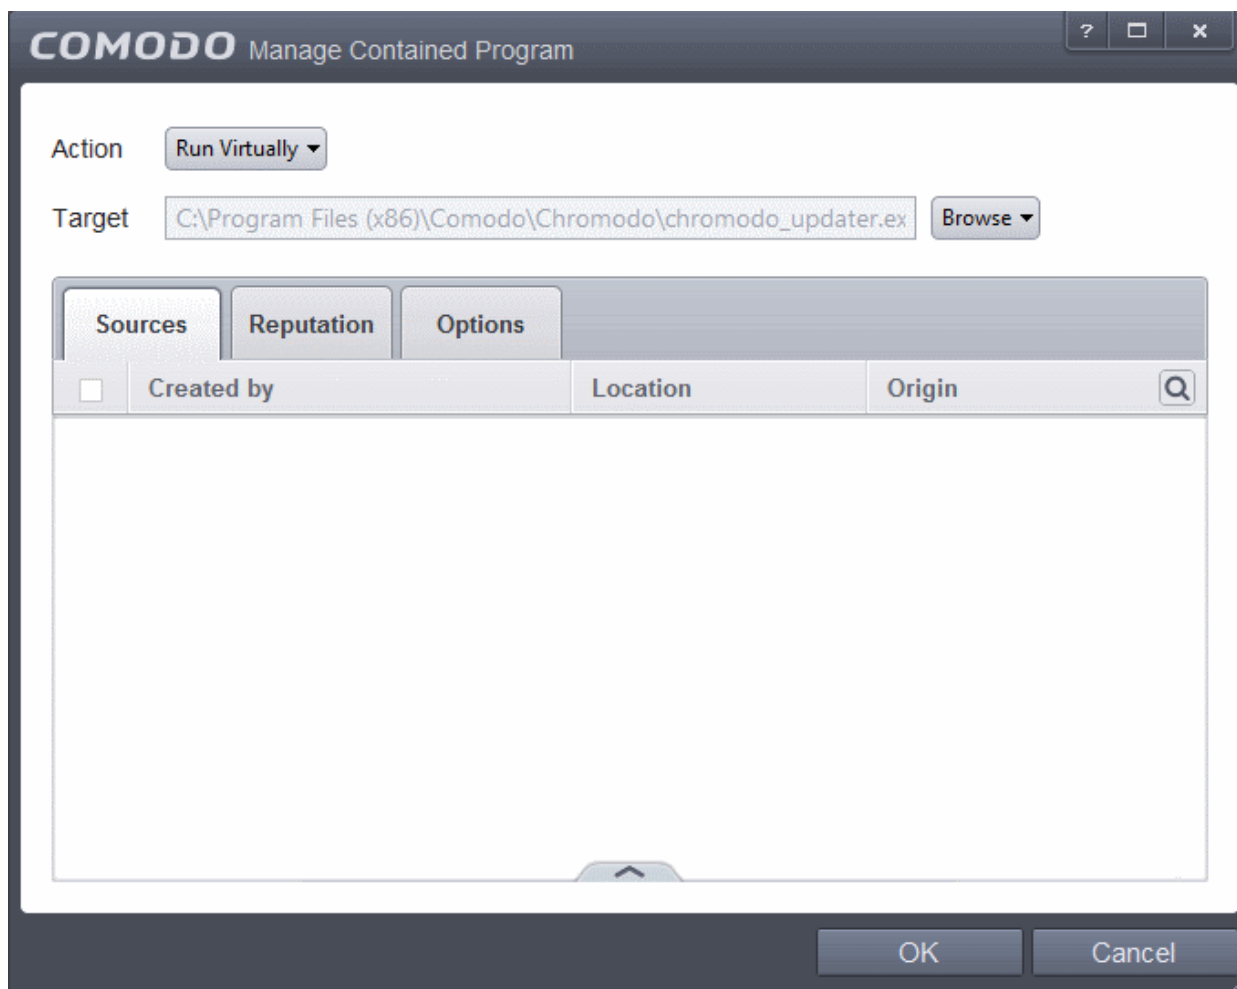 COMODO Manage Contained Program
?
Action Run Virtually
Target C:\Program Files (x86)\Comodo\Chromodo\chromodo_updater.ex Browse
Sources Reputation Options
Created by Location Origin
OK Cancel